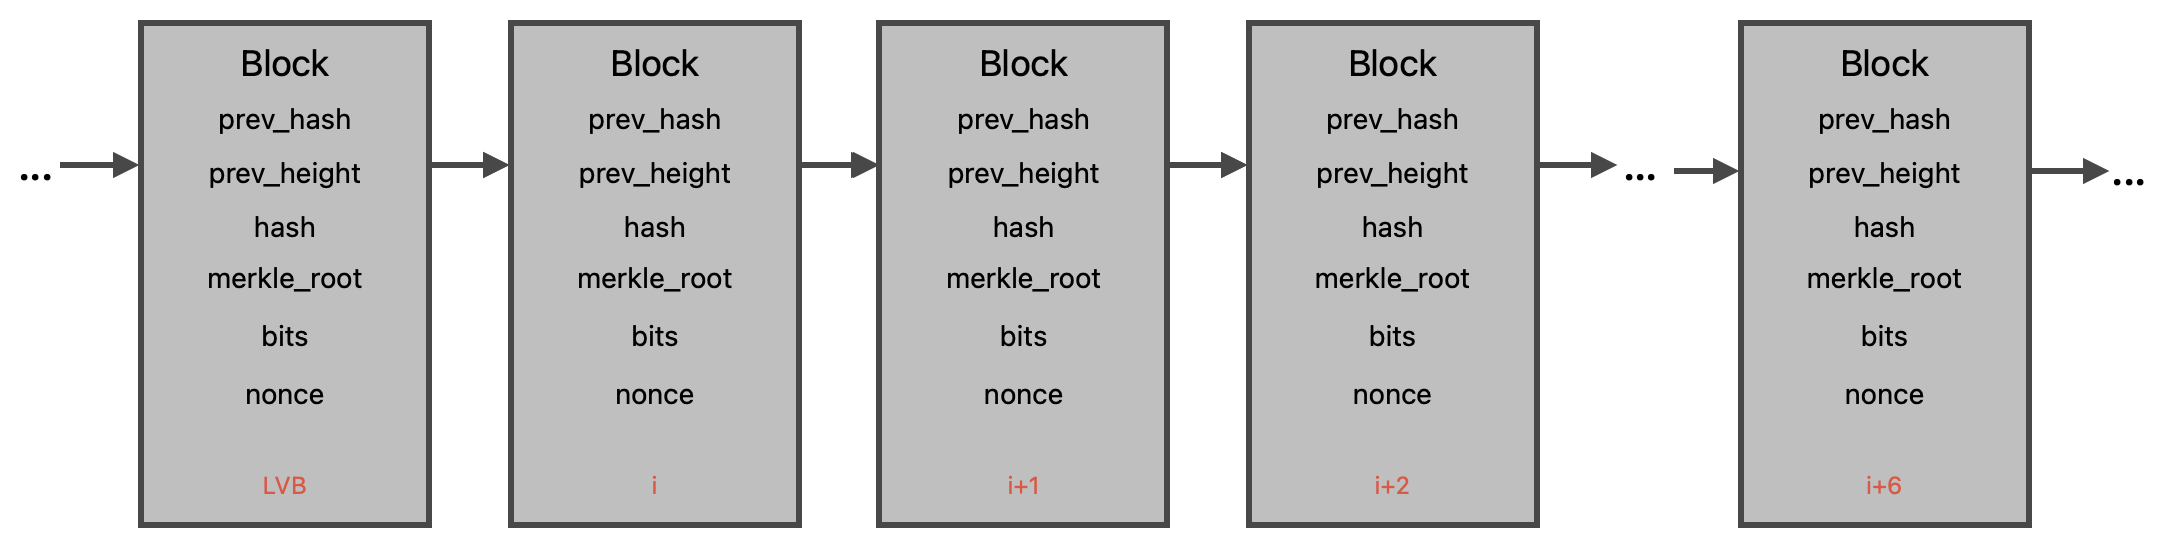 ...
Block
prev_hash
prev_height
hash
merkle_root
bits
nonce
LVB
Block
prev_hash
prev_height
hash
merkle_root
bits
nonce
i
Block
prev_hash
prev_height
hash
merkle_root
bits
nonce
i+1
Block
prev_hash
prev_height
hash
merkle_root
bits
nonce
i+2
...
Block
prev_hash
prev_height
hash
merkle_root
bits
nonce
i+6
...